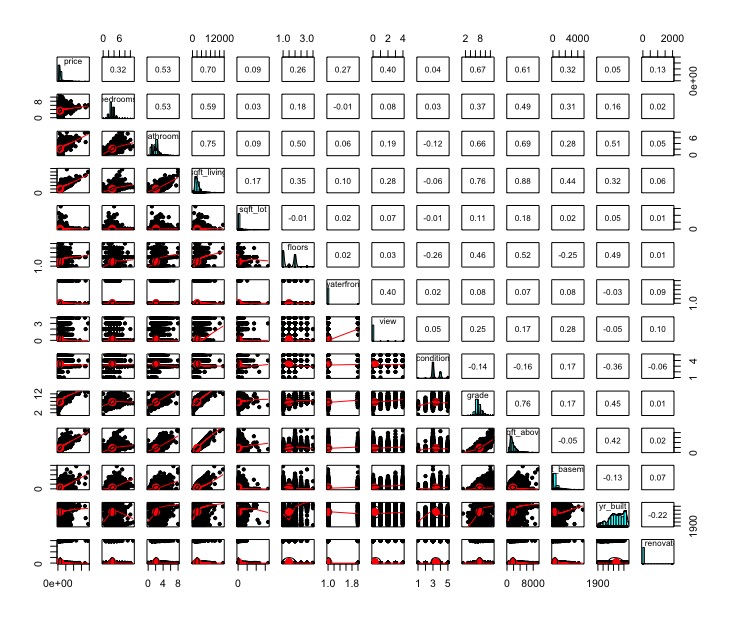 0 6 0 12000 1.0 3.0 0 2 4 2 8 0 4000 0 2000
price 0.32 0.53 0.70 0.09 0.26 0.27 0.40 0.04 0.67 0.61 0.32 0.05 0.13 0e+00
0 8 edrooms 0.53 0.59 0.03 0.18 -0.01 0.08 0.03 0.37 0.49 0.31 0.16 0.02
athroom 0.75 0.09 0.50 0.06 0.19 -0.12 0.66 0.69 0.28 0.51 0.05 0 6
0 qft_living 0.17 0.35 0.10 0.28 -0.06 0.76 0.88 0.44 0.32 0.06
sqft_lot -0.01 0.02 0.07 -0.01 0.11 0.18 0.02 0.05 0.01 0
1.0 floors 0.02 0.03 -0.26 0.46 0.52 -0.25 0.49 0.01
vaterfron 0.40 0.02 0.08 0.07 0.08 -0.03 0.09 1.0
0 3 view 0.05 0.25 0.17 0.28 -0.05 0.10
condition -0.14 -0.16 0.17 -0.36 -0.06 1 4
2 12 grade 0.76 0.17 0.45 0.01
qft_abov -0.05 0.42 0.02 0
0 basem -0.13 0.07
yr_built -0.22 1900
0 renovat
0e+00 0 4 8 0 1.0 1.8 1 3 5 0 8000 1900